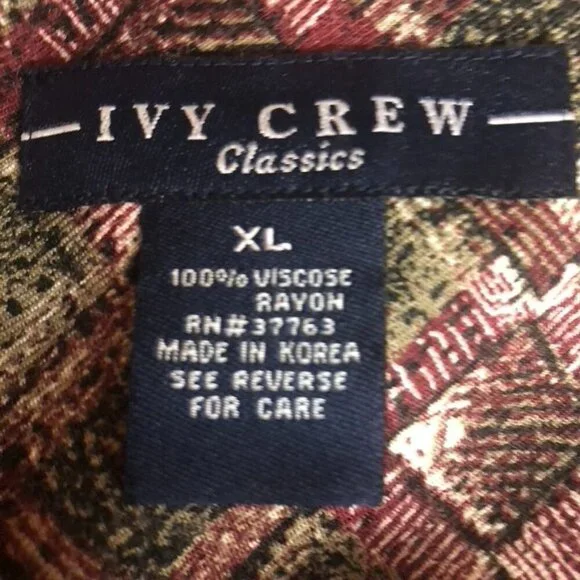 IVY CREW
Classics
XL
100% VISCOSE
RAYON
RN#37763
MADE IN KOREA
SEE REVERSE
FOR CARE